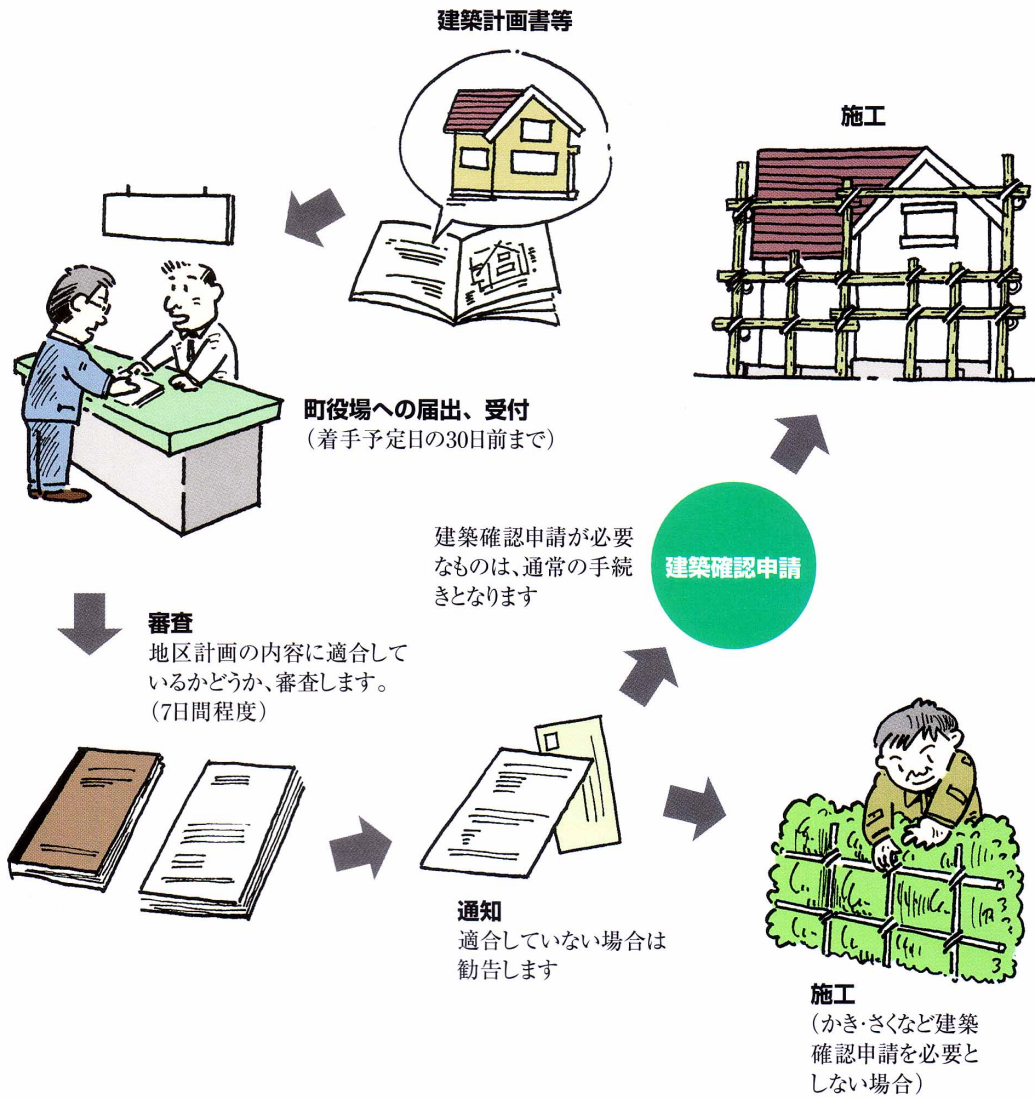 建築計画書等
施工
町役場への届出、受付
（着手予定日の30日前まで）
建築確認申請が必要
なものは、通常の手続
きとなります
建築確認申請
審査
地区計画の内容に適合して
いるかどうか、審査します。
（7日間程度）
通知
適合していない場合は
勧告します
施工
（かき・さくなど建築
確認申請を必要と
しない場合）